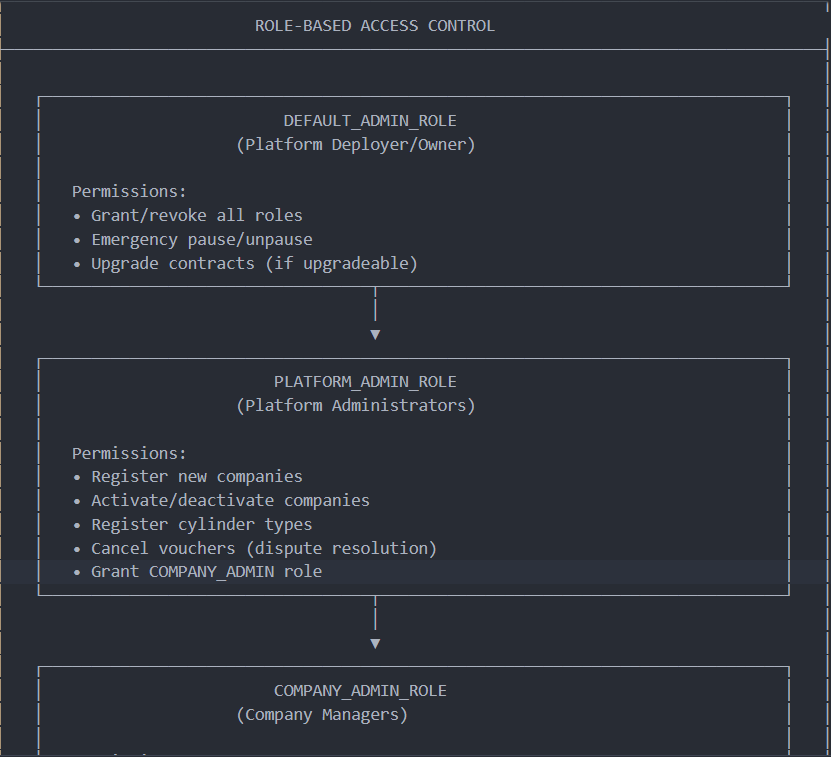 ROLE-BASED ACCESS CONTROL
DEFAULT_ADMIN_ROLE
(Platform Deployer/Owner)
Permissions:
• Grant/revoke all roles
• Emergency pause/unpause
• Upgrade contracts (if upgradeable)
▼
PLATFORM_ADMIN_ROLE
(Platform Administrators)
Permissions:
• Register new companies
• Activate/deactivate companies
• Register cylinder types
• Cancel vouchers (dispute resolution)
• Grant COMPANY_ADMIN role
▼
COMPANY_ADMIN_ROLE
(Company Managers)